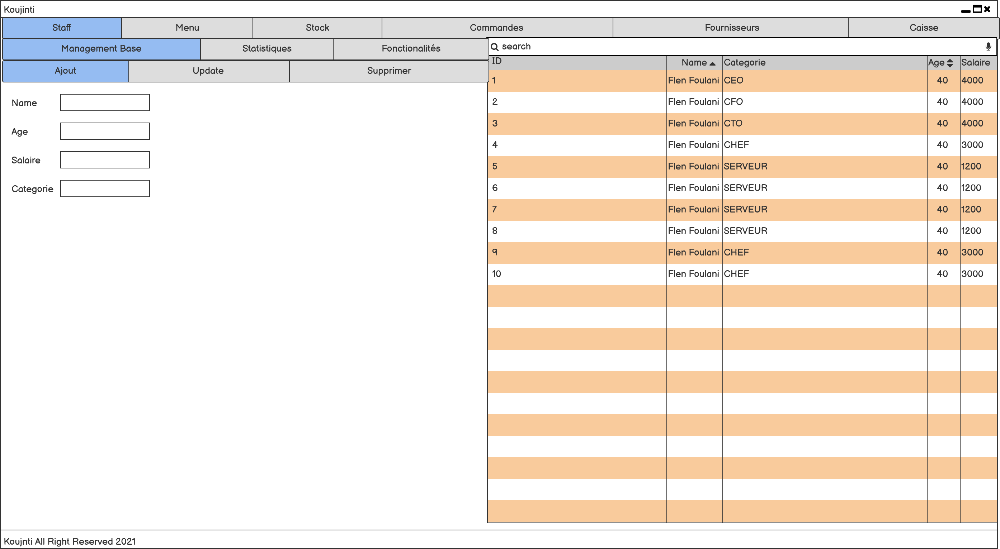 Koujinti
Staff Menu Stock Commandes Fournisseurs Caisse
Management Base Statistiques Fonctionalités
search
Ajout Update Supprimer
ID Name Categorie Age Salaire
1 Flen Foulani CEO 40 4000
2 Flen Foulani CFO 40 4000
3 Flen Foulani CTO 40 4000
4 Flen Foulani CHEF 40 3000
5 Flen Foulani SERVEUR 40 1200
6 Flen Foulani SERVEUR 40 1200
7 Flen Foulani SERVEUR 40 1200
8 Flen Foulani SERVEUR 40 1200
9 Flen Foulani CHEF 40 3000
10 Flen Foulani CHEF 40 3000
Name
Age
Salaire
Categorie
Koujnti All Right Reserved 2021